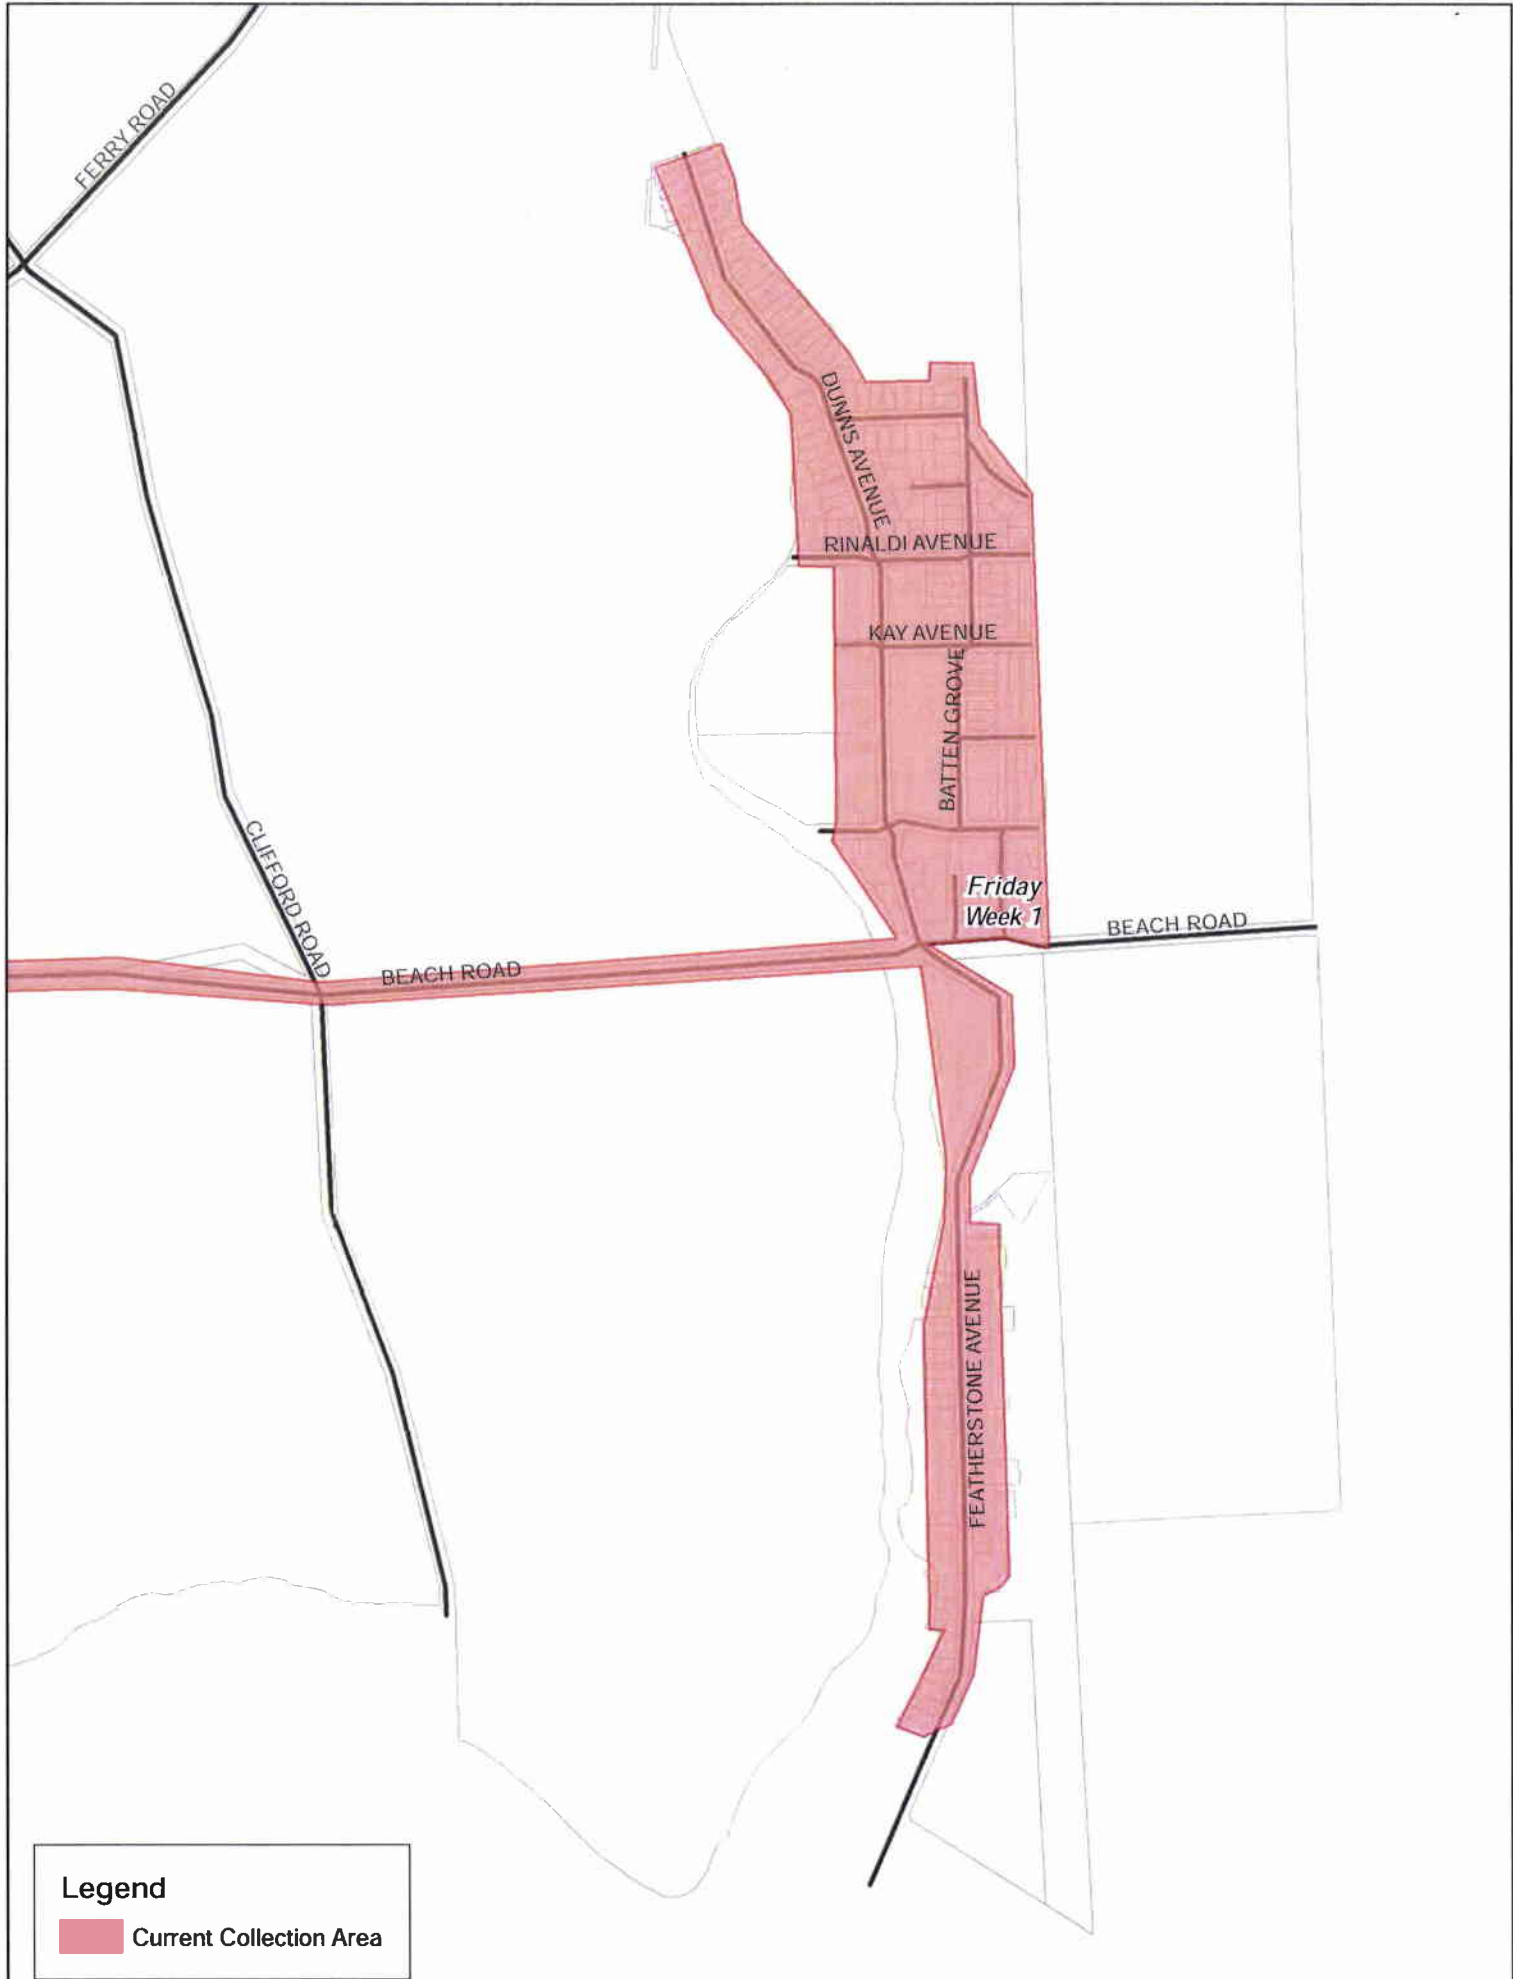 FERRY ROAD
DUNNS AVENUE
RINALDI AVENUE
KAY AVENUE
BATTEN GROVE
CLIFFORD ROAD
Friday
Week 1
BEACH ROAD
BEACH ROAD
FEATHERSTONE AVENUE
Legend
Current Collection Area